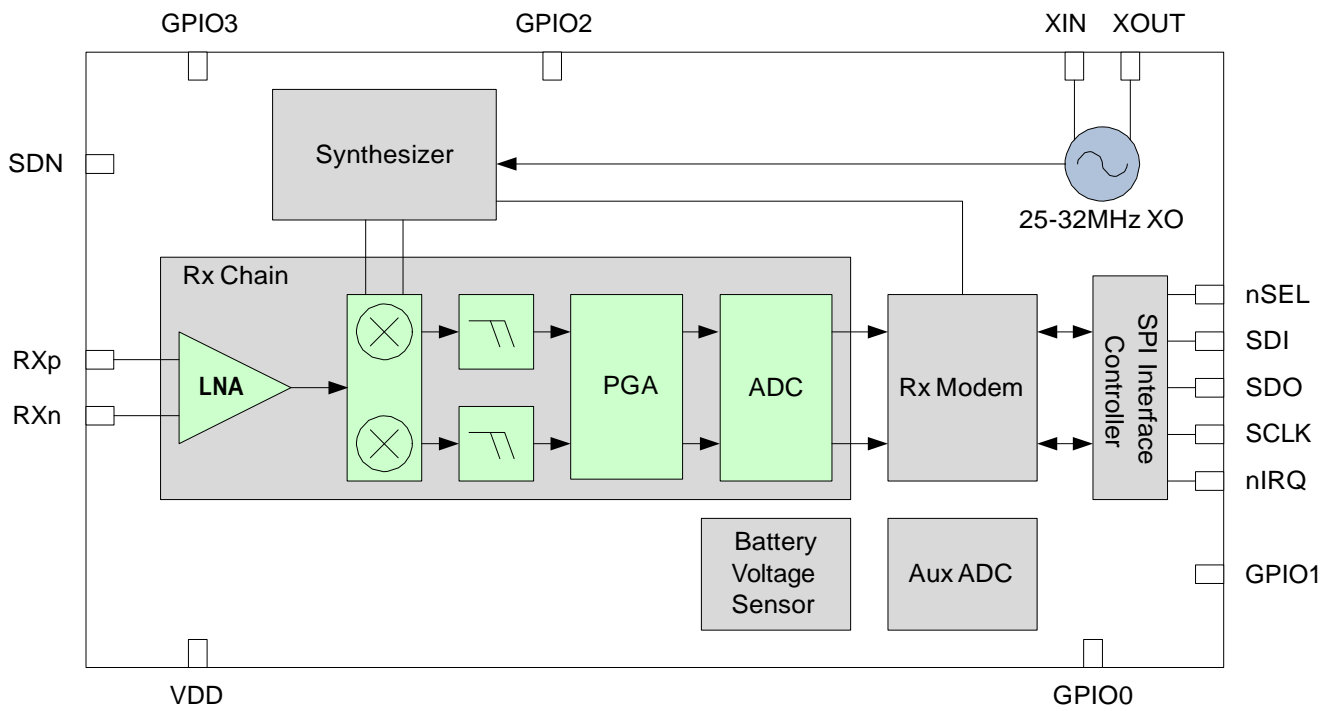 GPIO3
GPIO2
XIN
XOUT
SDN
Synthesizer
25-32MHz XO
Rx Chain
RXp
RXn
LNA
PGA
ADC
Rx Modem
SPI Interface
Controller
nSEL
SDI
SDO
SCLK
nIRQ
Battery
Voltage
Sensor
Aux ADC
GPIO1
VDD
GPIO0